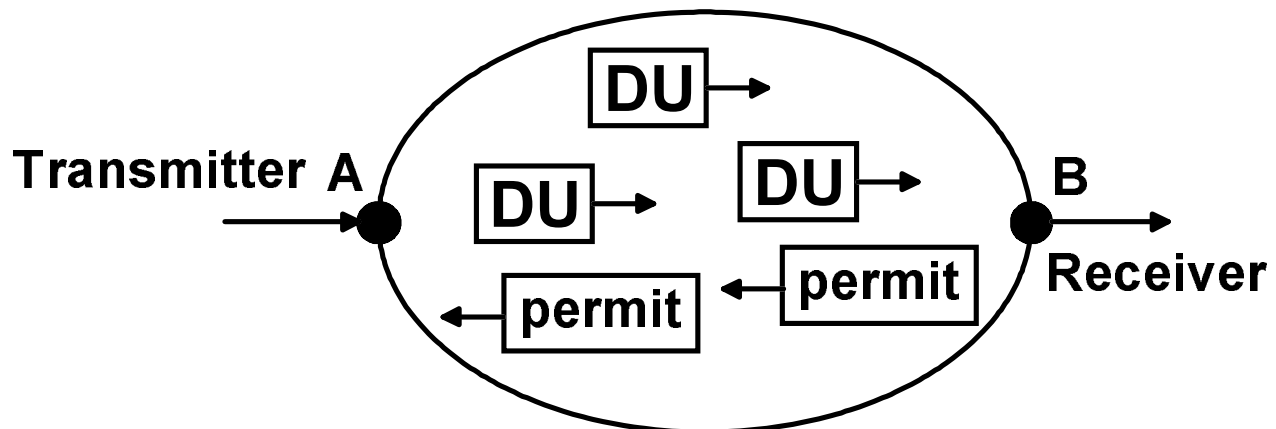 DU
Transmitter A
DU
DU
B
permit
Receiver
permit